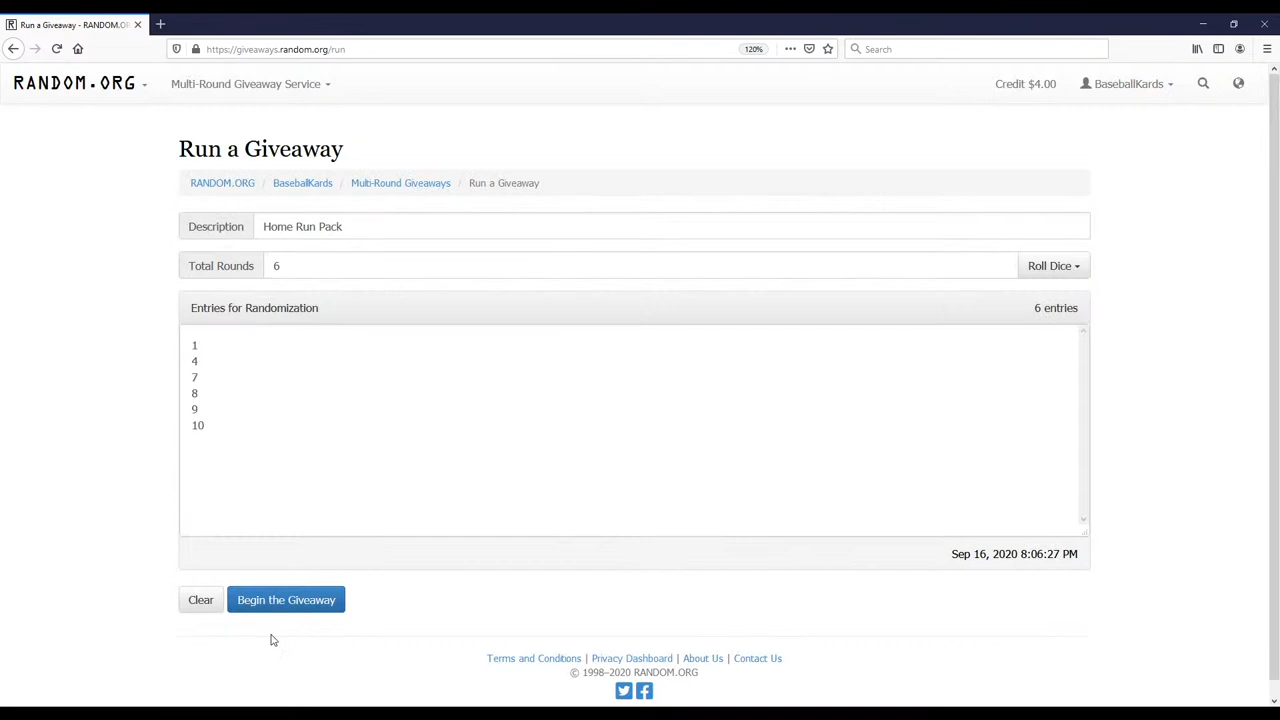 R Run a Giveaway - RANDOM.OR
https://giveaways.random.org/run
120%
Search
RANDOM.ORG
Multi-Round Giveaway Service
Credit $4.00
BaseballKards
Run a Giveaway
RANDOM.ORG / BaseballKards / Multi-Round Giveaways / Run a Giveaway
Description Home Run Pack
Total Rounds 6 Roll Dice
Entries for Randomization 6 entries
1
4
7
8
9
10
Sep 16, 2020 8:06:27 PM
Clear Begin the Giveaway
Terms and Conditions | Privacy Dashboard | About Us | Contact Us
© 1998–2020 RANDOM.ORG